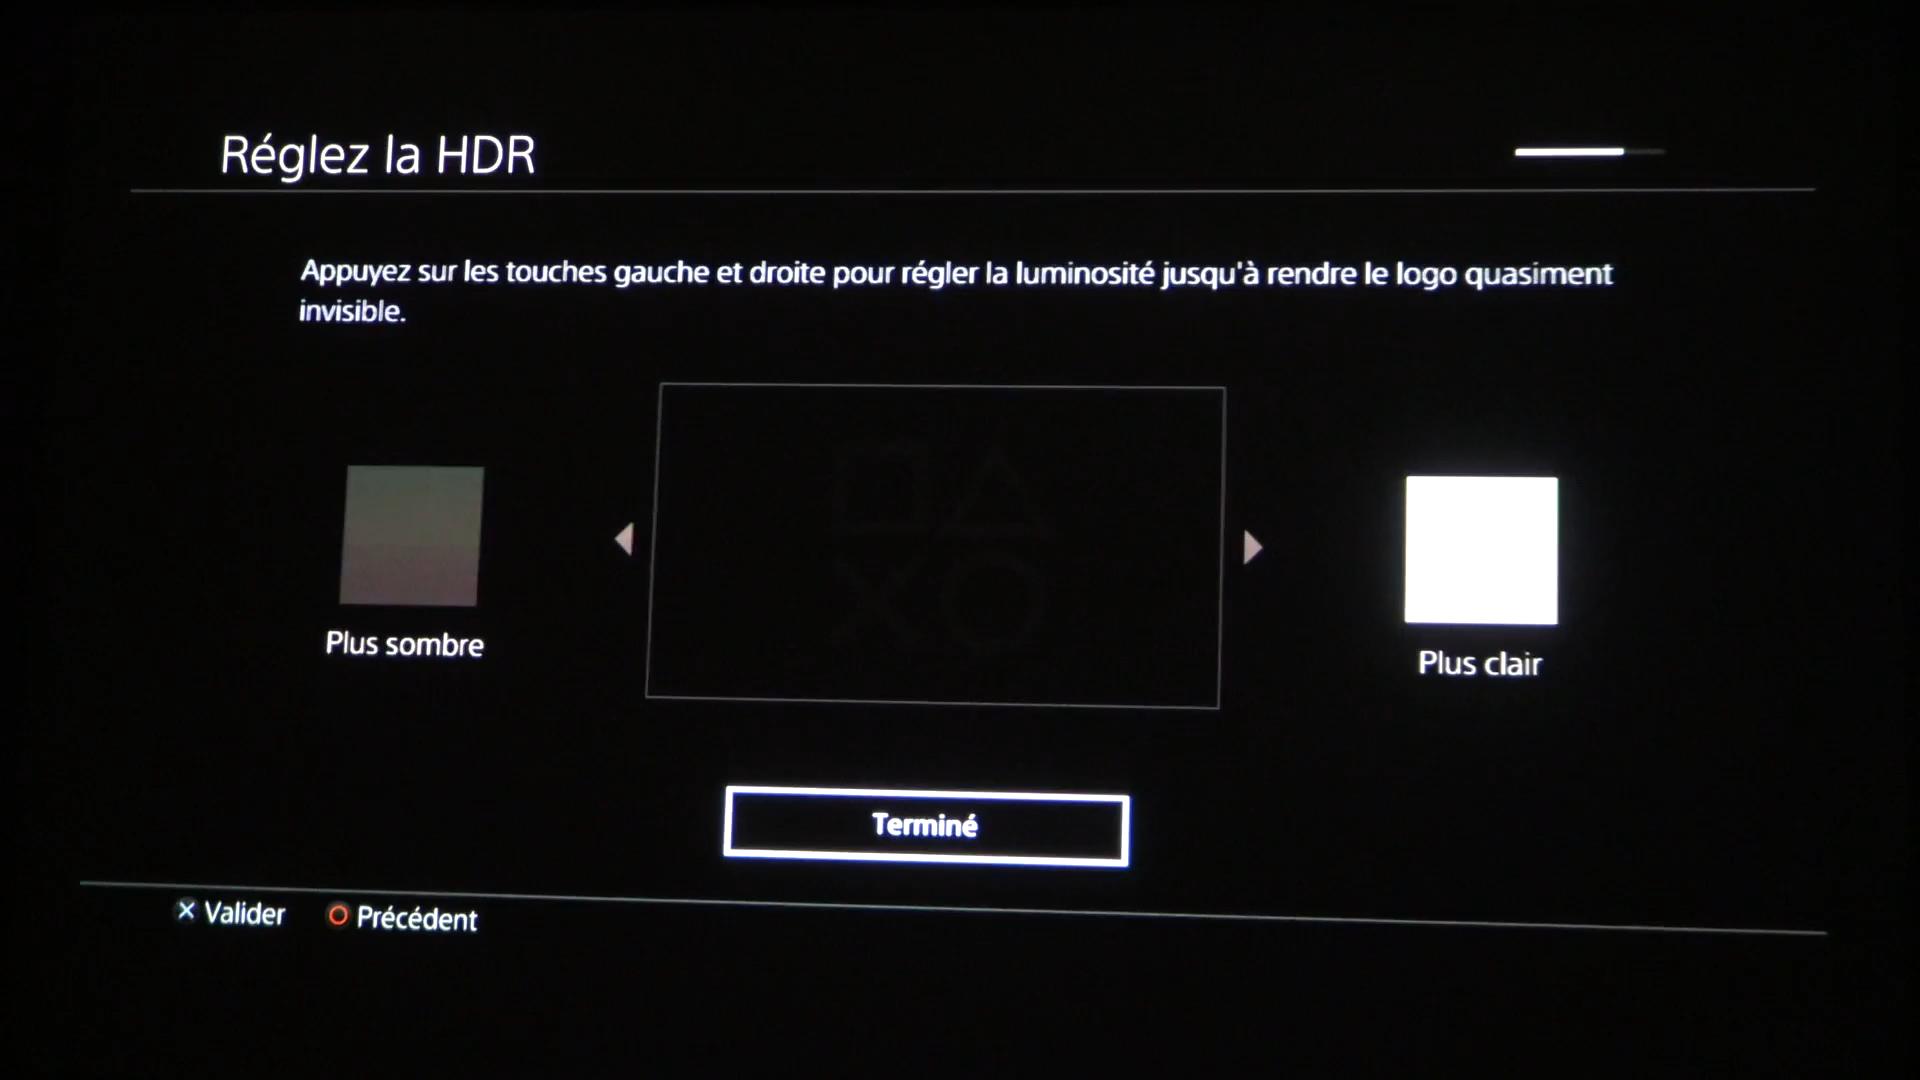 Réglez la HDR
Appuyez sur les touches gauche et droite pour régler la luminosité jusqu'à rendre le logo quasiment
invisible.
Plus sombre
Plus clair
Terminé
Valider Précédent